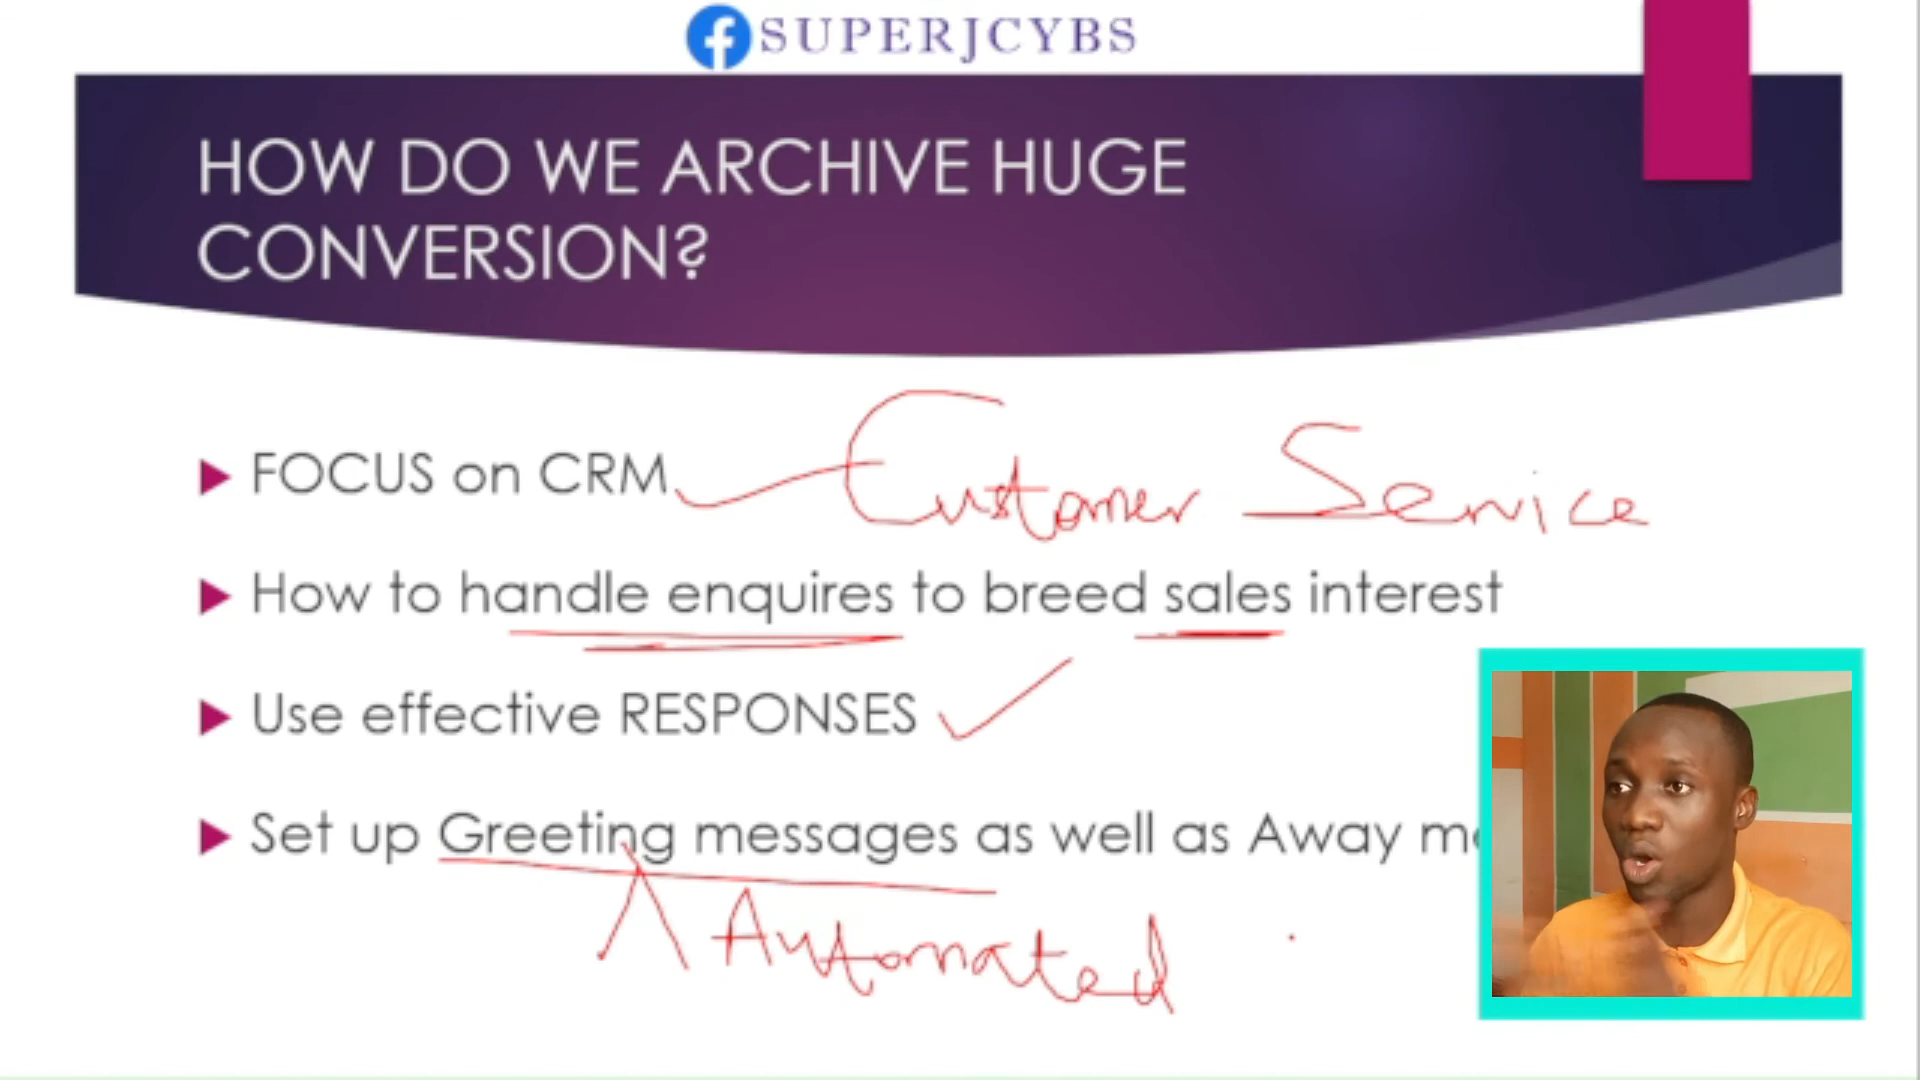 SUPERJCYBS
HOW DO WE ARCHIVE HUGE
CONVERSION?
FOCUS on CRM Customer Service
How to handle enquires to breed sales interest
Use effective RESPONSES
Set up Greeting messages as well as Away
Automated